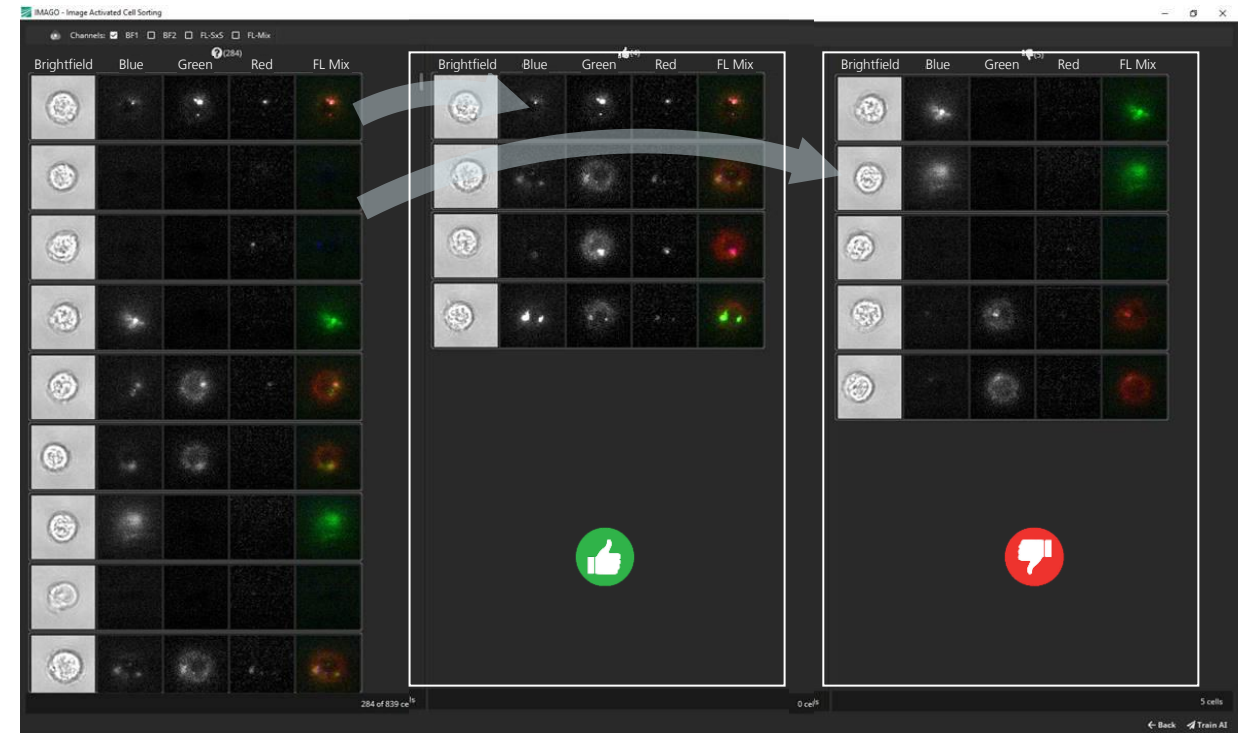 IMAGO - Image Activated Cell Sorting
Channels: BF1 BF2 FL-SxS FL-Mix
(284)
Brightfield Blue Green Red FL Mix
(4)
Brightfield Blue Green Red FL Mix
(5)
Brightfield Blue Green Red FL Mix
284 of 839 cells
0 cells
5 cells
Back Train AI